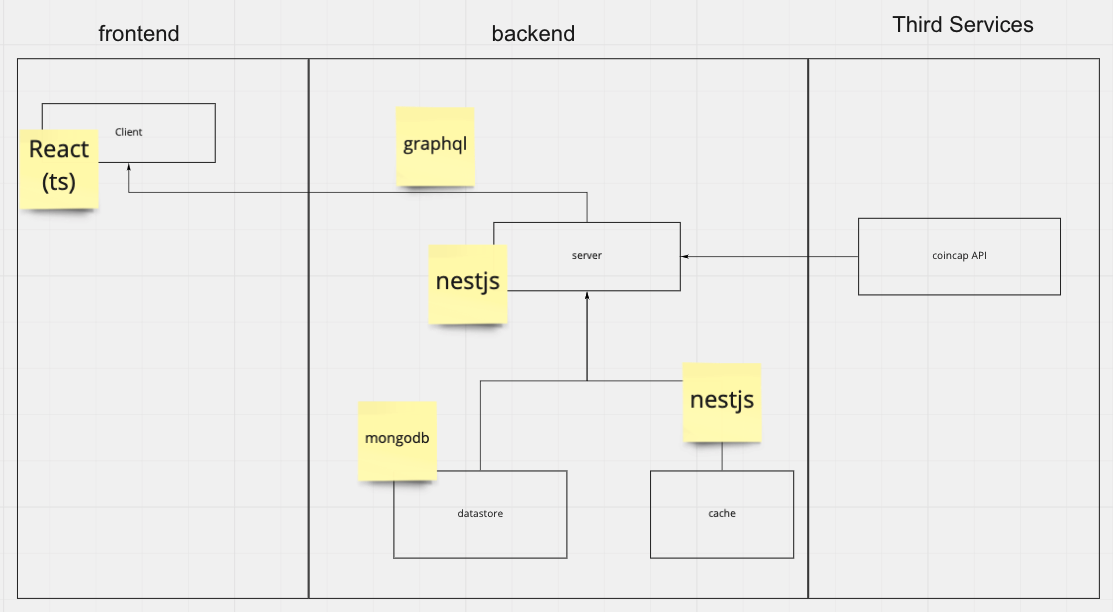 frontend
backend
Third Services
Client
React
(ts)
graphql
server
nestjs
coincap API
nestjs
mongodb
datastore
cache